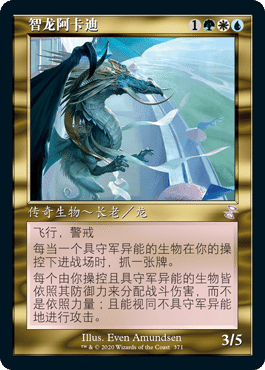 智龙阿卡迪 1
传奇生物～长老／龙
飞行，警戒
每当一个具守军异能的生物在你的操
控下进战场时，抓一张牌。
每个由你操控且具守军异能的生物皆
依照其防御力来分配战斗伤害，而不
是依照力量；且能视同不具守军异能
地进行攻击。
Illus. Even Amundsen
™ & © 2020 Wizards of the Coast 371
3/5